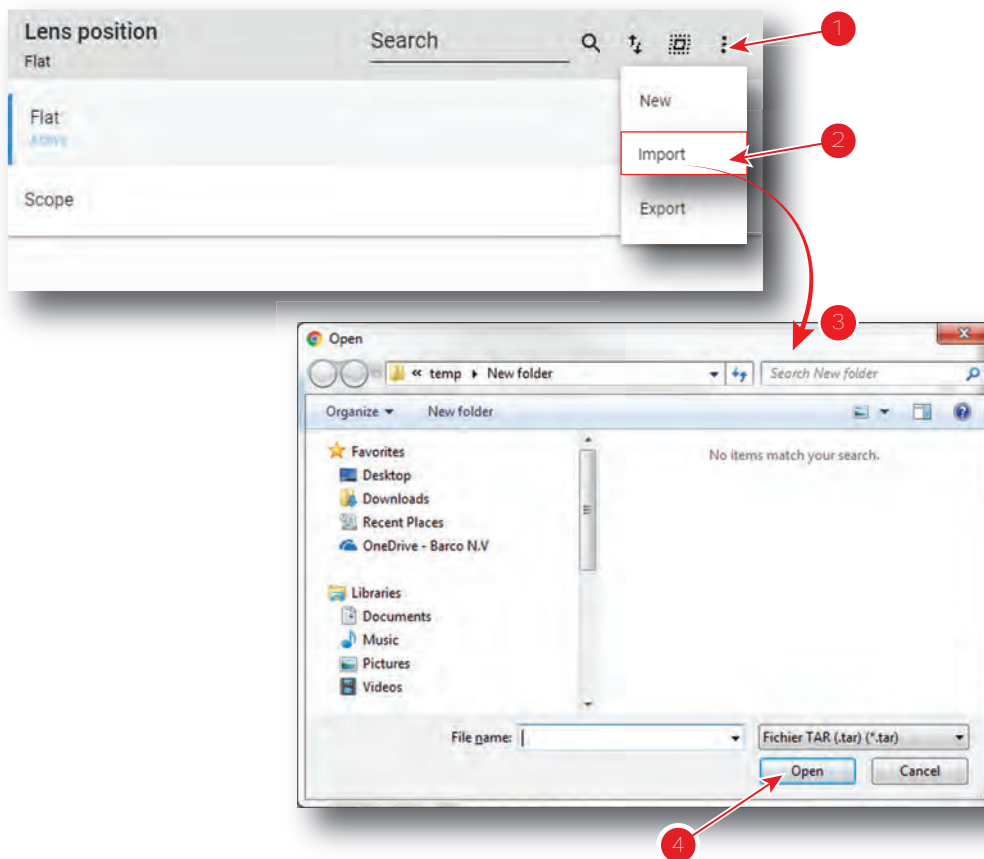 Lens position
Flat
Search
1
Flat
Active
New
Import
2
Scope
Export
3
Open
« temp ▸ New folder
Search New folder
Organize ▾
New folder
Favorites
Desktop
Downloads
Recent Places
OneDrive - Barco N.V
No items match your search.
Libraries
Documents
Music
Pictures
Videos
File name:
Fichier TAR (.tar) (*.tar)
Open
Cancel
4